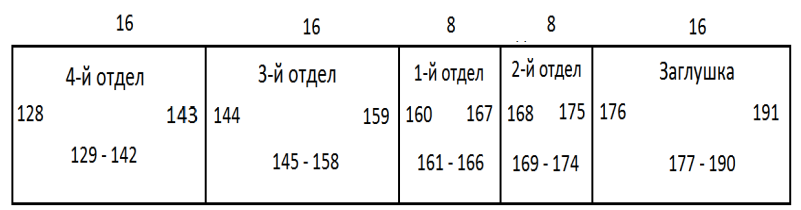 16 16 8 8 16
4-й отдел 3-й отдел 1-й отдел 2-й отдел Заглушка
128 143 144 159 160 167 168 175 176 191
129 - 142 145 - 158 161 - 166 169 - 174 177 - 190